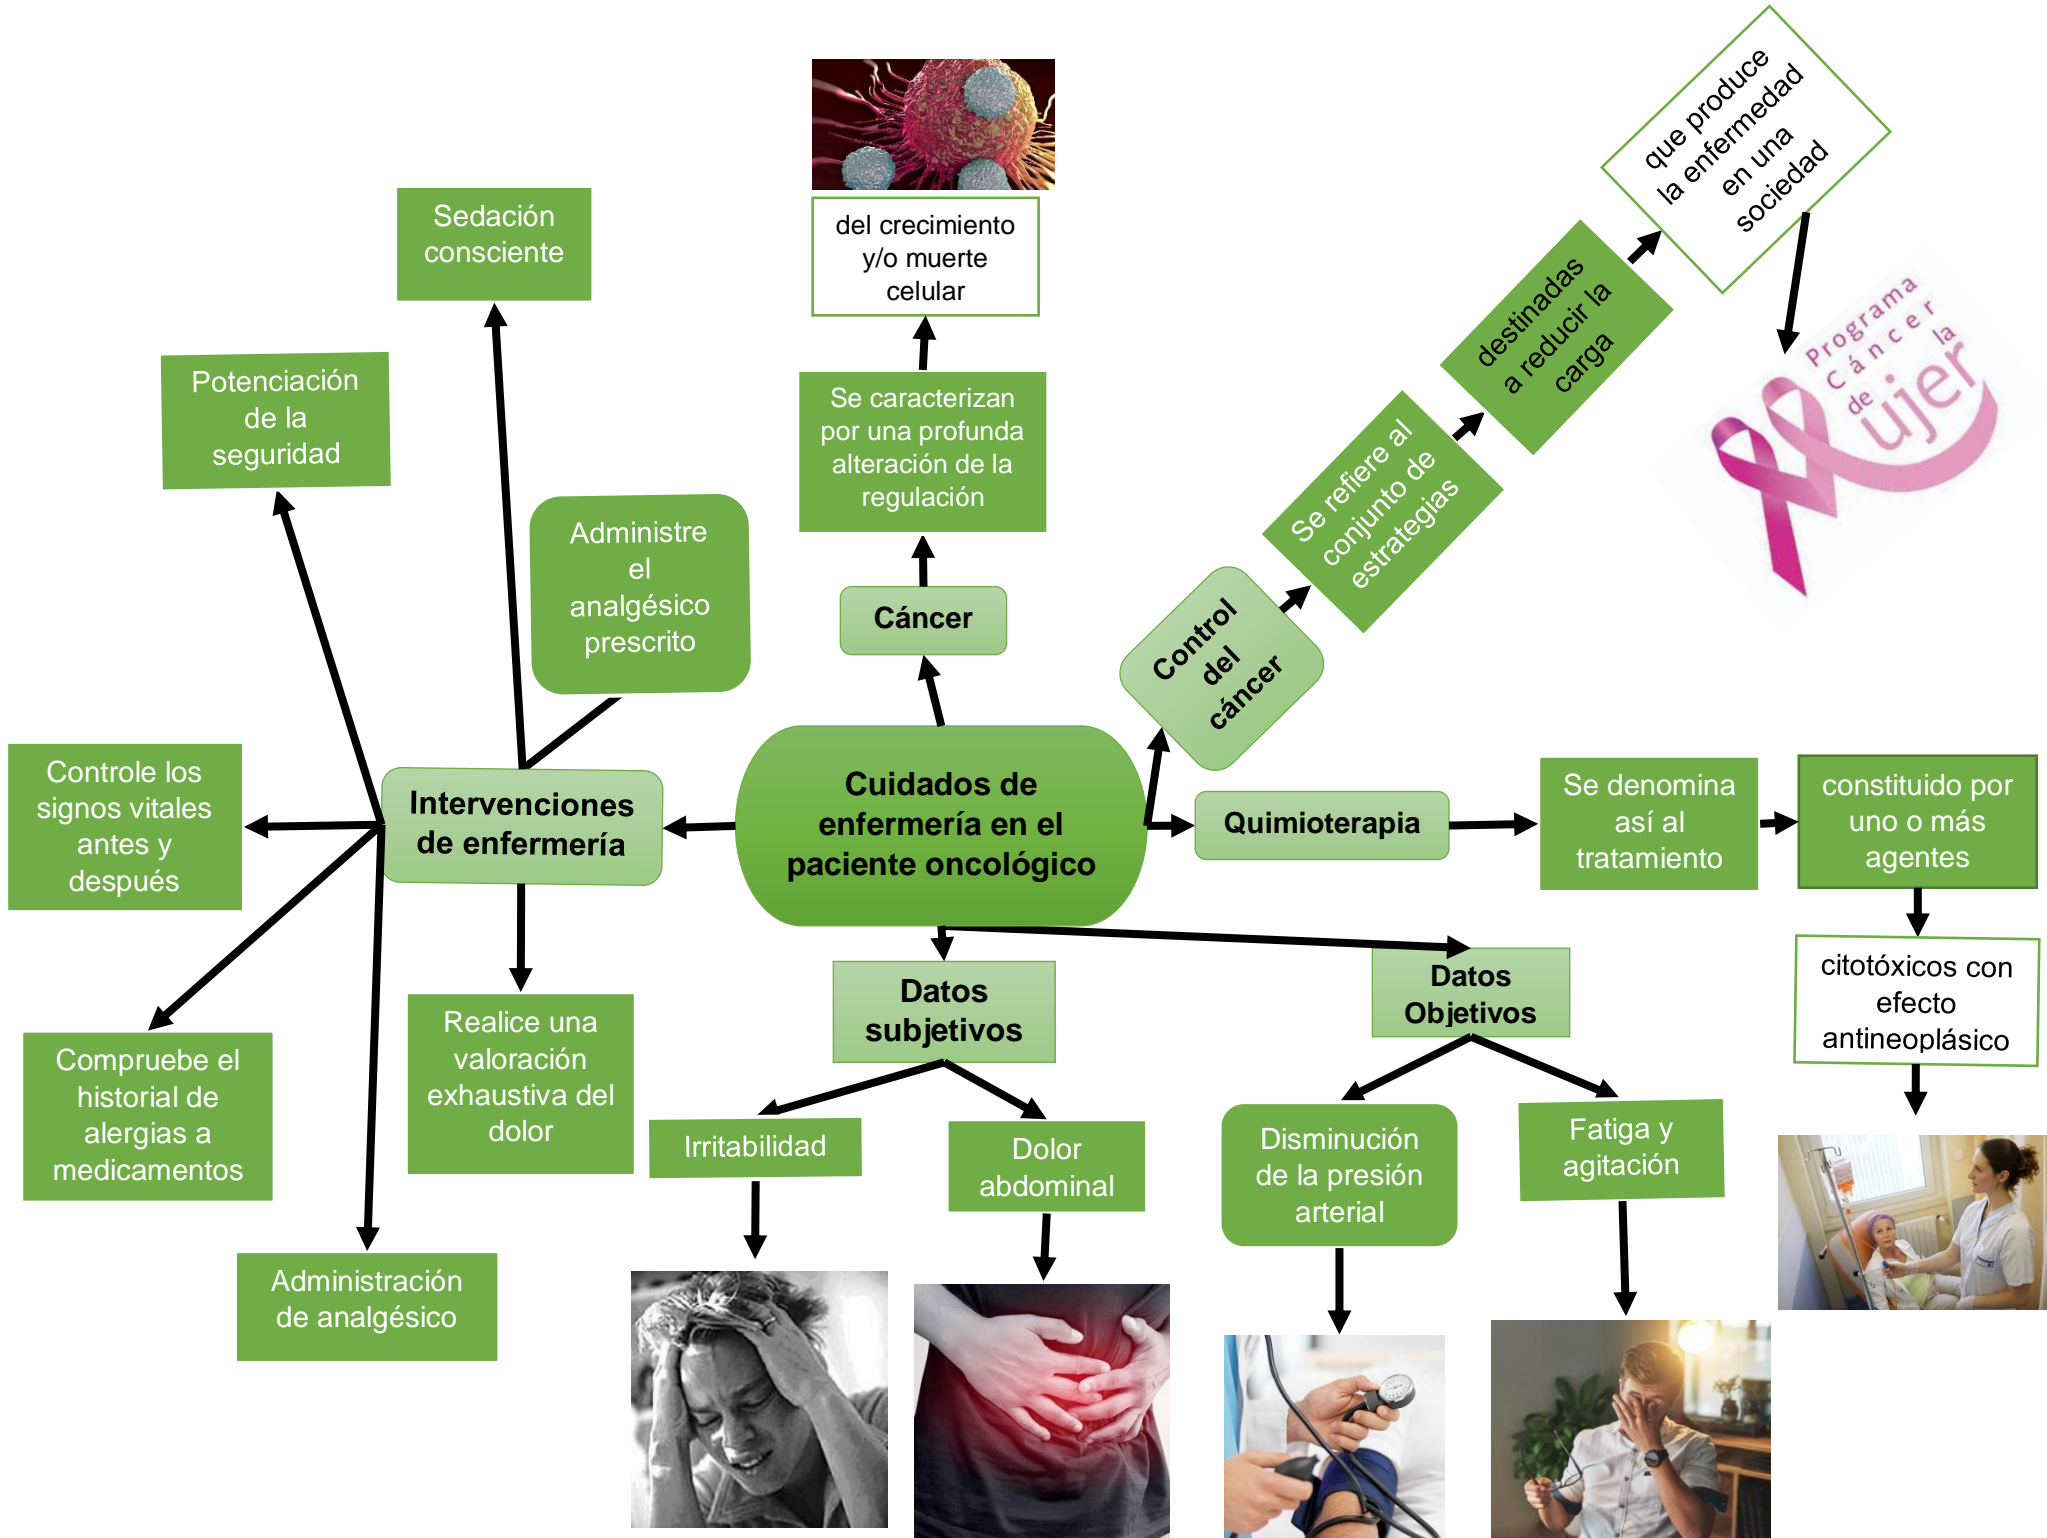 Cuidados de
enfermería en el
paciente oncológico
Cáncer
Se caracterizan
por una profunda
alteración de la
regulación
del crecimiento
y/o muerte
celular
Control
del
cáncer
Se refiere al
conjunto de
estrategias
destinadas
a reducir la
carga
que produce
la enfermedad
en una
sociedad
Programa
Cáncer
de la
ujer
Quimioterapia
Se denomina
así al
tratamiento
constituido por
uno o más
agentes
citotóxicos con
efecto
antineoplásico
Datos
Objetivos
Disminución
de la presión
arterial
Fatiga y
agitación
Datos
subjetivos
Irritabilidad
Dolor
abdominal
Intervenciones
de enfermería
Administre
el
analgésico
prescrito
Sedación
consciente
Potenciación
de la
seguridad
Controle los
signos vitales
antes y
después
Compruebe el
historial de
alergias a
medicamentos
Administración
de analgésico
Realice una
valoración
exhaustiva del
dolor